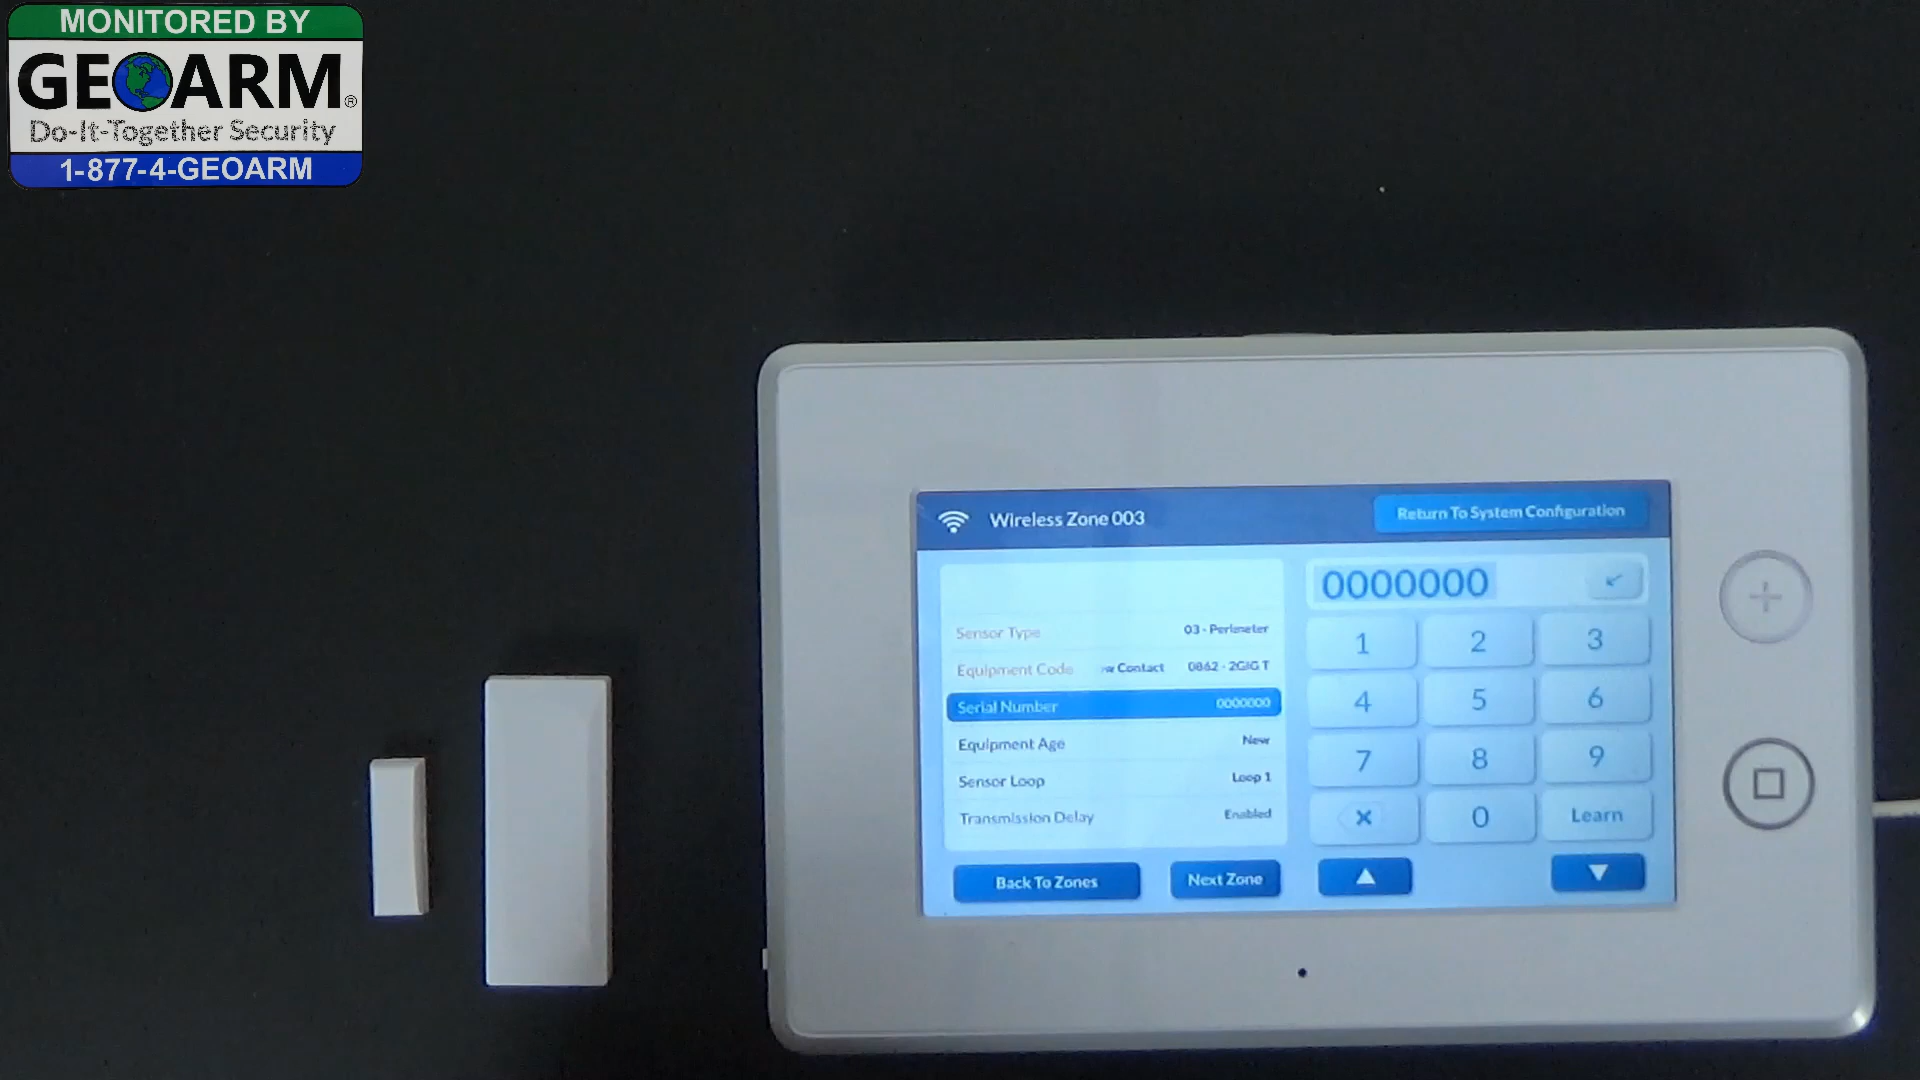 MONITORED BY
GEOARM®
Do-It-Together Security
1-877-4-GEOARM
Wireless Zone 003
Return To System Configuration
0000000
Sensor Type 03 - Perimeter
Equipment Code w Contact 0862 - 2GIG T
Serial Number 0000000
Equipment Age New
Sensor Loop Loop 1
Transmission Delay Enabled
1 2 3
4 5 6
7 8 9
0 Learn
Back To Zones Next Zone